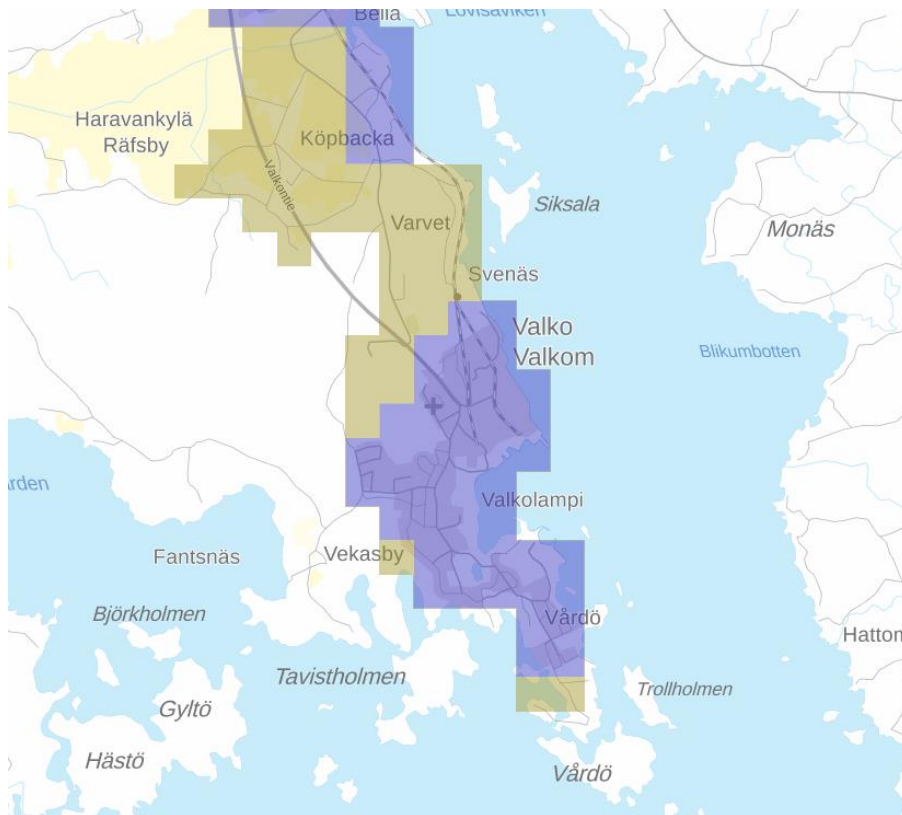 Bella
Lovisaviken
Haravankylä
Räfsby
Köpbacka
Valkontie
Siksala
Varvet
Monäs
Svenäs
Valko
Valkom
Blikumbotten
rden
Valkolampi
Fantsnäs
Vekasby
Björkholmen
Vårdö
Hattom
Tavistholmen
Trollholmen
Gyltö
Hästö
Vårdö